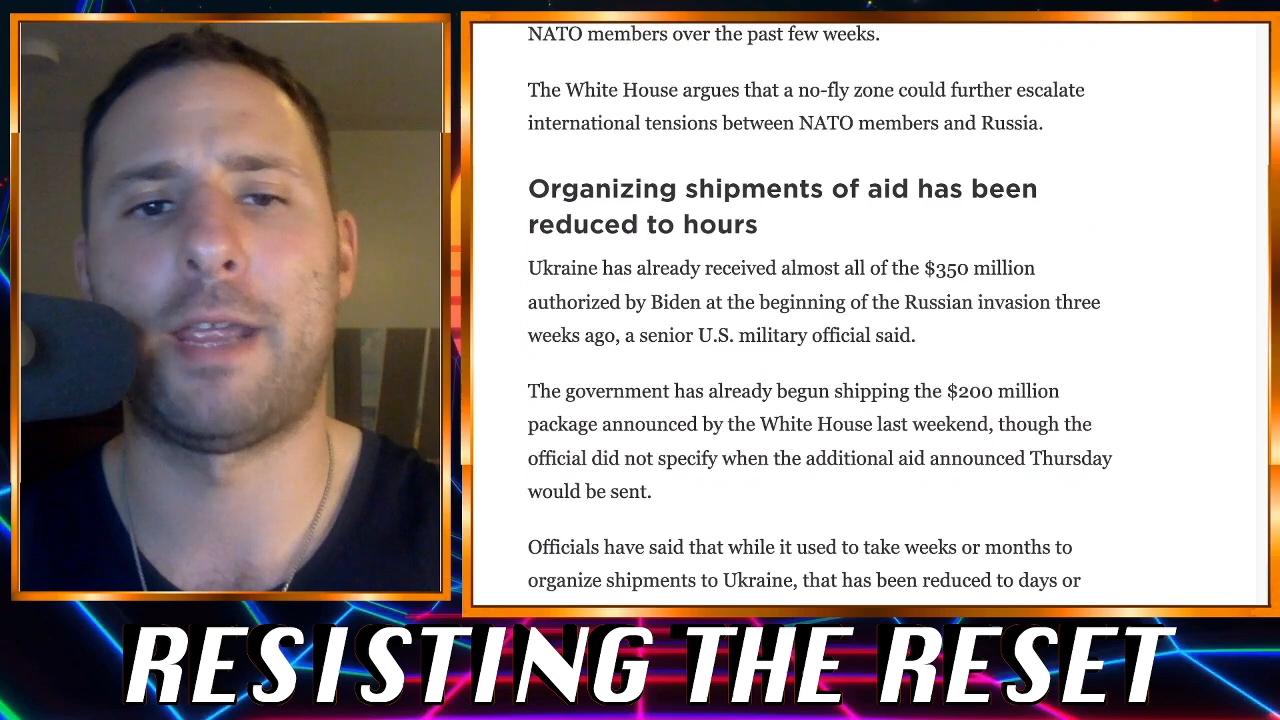 NATO members over the past few weeks.
The White House argues that a no-fly zone could further escalate
international tensions between NATO members and Russia.
Organizing shipments of aid has been
reduced to hours
Ukraine has already received almost all of the $350 million
authorized by Biden at the beginning of the Russian invasion three
weeks ago, a senior U.S. military official said.
The government has already begun shipping the $200 million
package announced by the White House last weekend, though the
official did not specify when the additional aid announced Thursday
would be sent.
Officials have said that while it used to take weeks or months to
organize shipments to Ukraine, that has been reduced to days or
RESISTING THE RESET